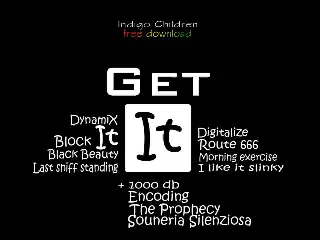 Indigo Children
free download
Get
It
DynamiX
Block It
Black Beauty
Last sniff standing
Digitalize
Route 666
Morning exercise
I like it slinky
+ 1000 db
Encoding
The Prophecy
Souneria Silenziosa